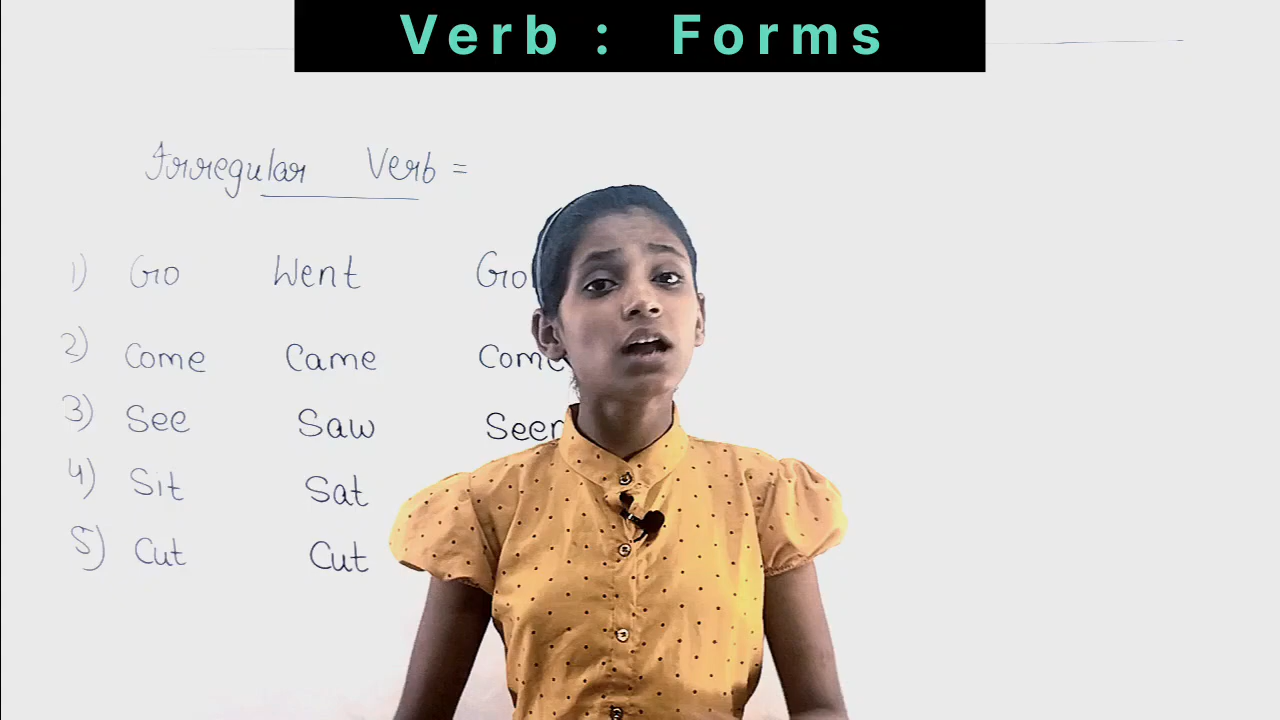 Verb : Forms
Irregular Verb =
1) Go Went
2) Come Came Come
3) See Saw Seen
4) Sit Sat
5) Cut Cut